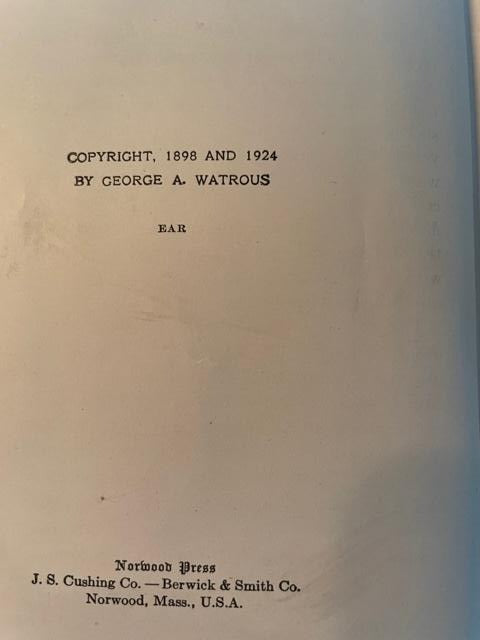 COPYRIGHT, 1898 AND 1924
BY GEORGE A. WATROUS
EAR
Norwood Press
J. S. Cushing Co. — Berwick & Smith Co.
Norwood, Mass., U.S.A.